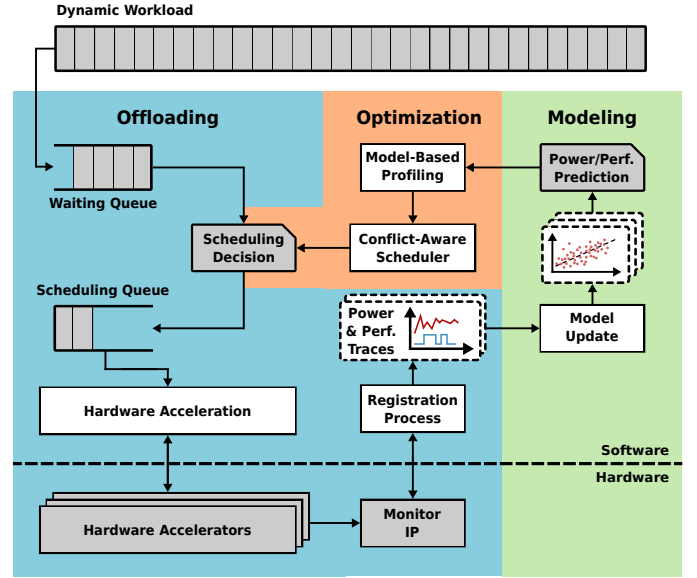 Dynamic Workload
Offloading
Optimization
Modeling
Waiting Queue
Model-Based
Profiling
Power/Perf.
Prediction
Scheduling
Decision
Conflict-Aware
Scheduler
Scheduling Queue
Power
& Perf.
Traces
Model
Update
Hardware Acceleration
Registration
Process
Software
Hardware
Hardware Accelerators
Monitor
IP